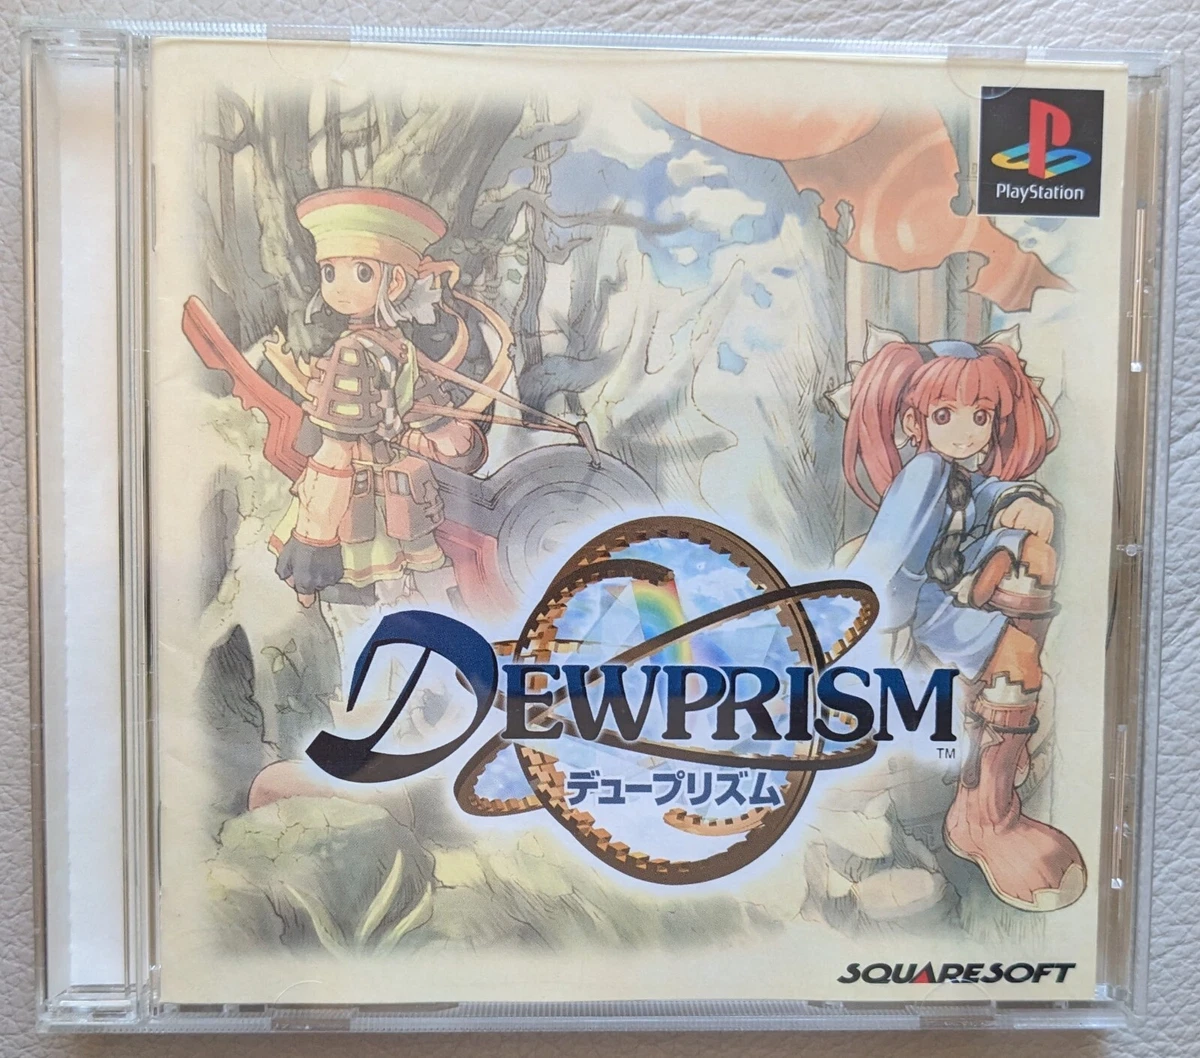 PlayStation
DEWPRISM
TM
デュープリズム
SQUARESOFT